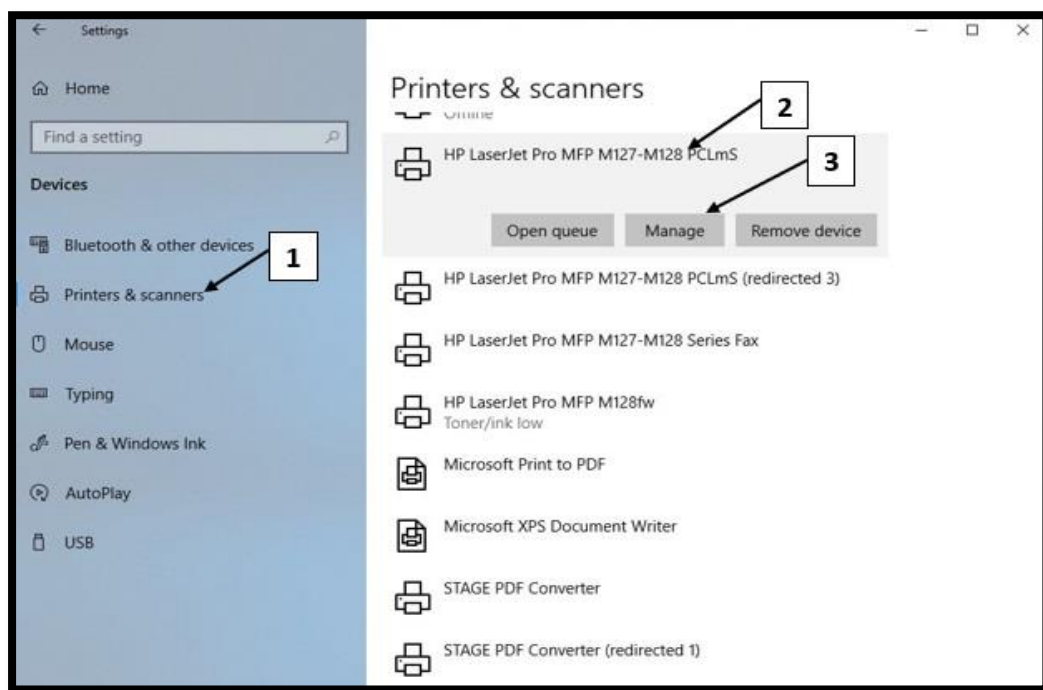 Settings
Home
Find a setting
Devices
Bluetooth & other devices
1
Printers & scanners
Mouse
Typing
Pen & Windows Ink
AutoPlay
USB
Printers & scanners
Offline
2
HP LaserJet Pro MFP M127-M128 PCLmS
3
Open queue Manage Remove device
HP LaserJet Pro MFP M127-M128 PCLmS (redirected 3)
HP LaserJet Pro MFP M127-M128 Series Fax
HP LaserJet Pro MFP M128fw
Toner/ink low
Microsoft Print to PDF
Microsoft XPS Document Writer
STAGE PDF Converter
STAGE PDF Converter (redirected 1)